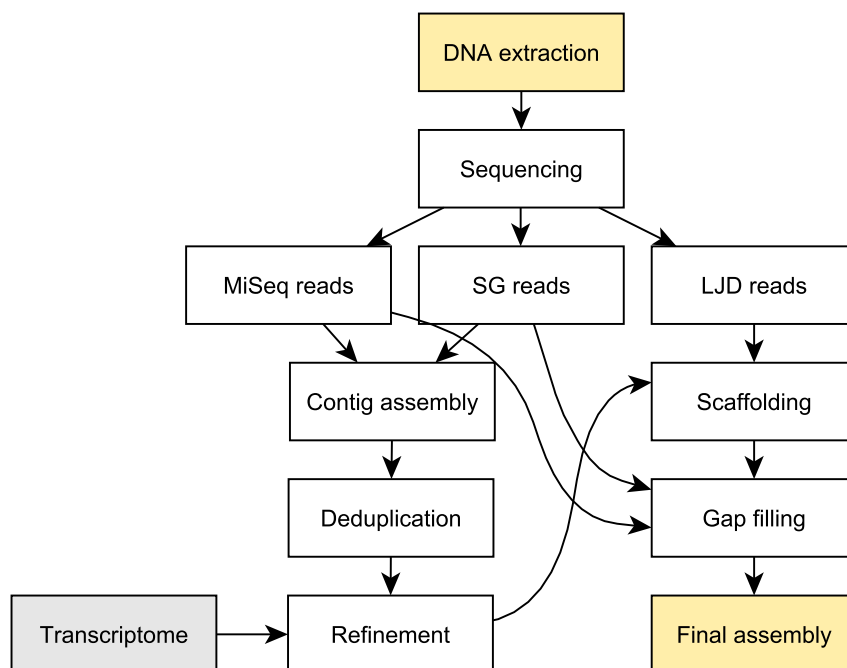 DNA extraction
Sequencing
MiSeq reads
SG reads
LJD reads
Contig assembly
Scaffolding
Deduplication
Gap filling
Transcriptome
Refinement
Final assembly